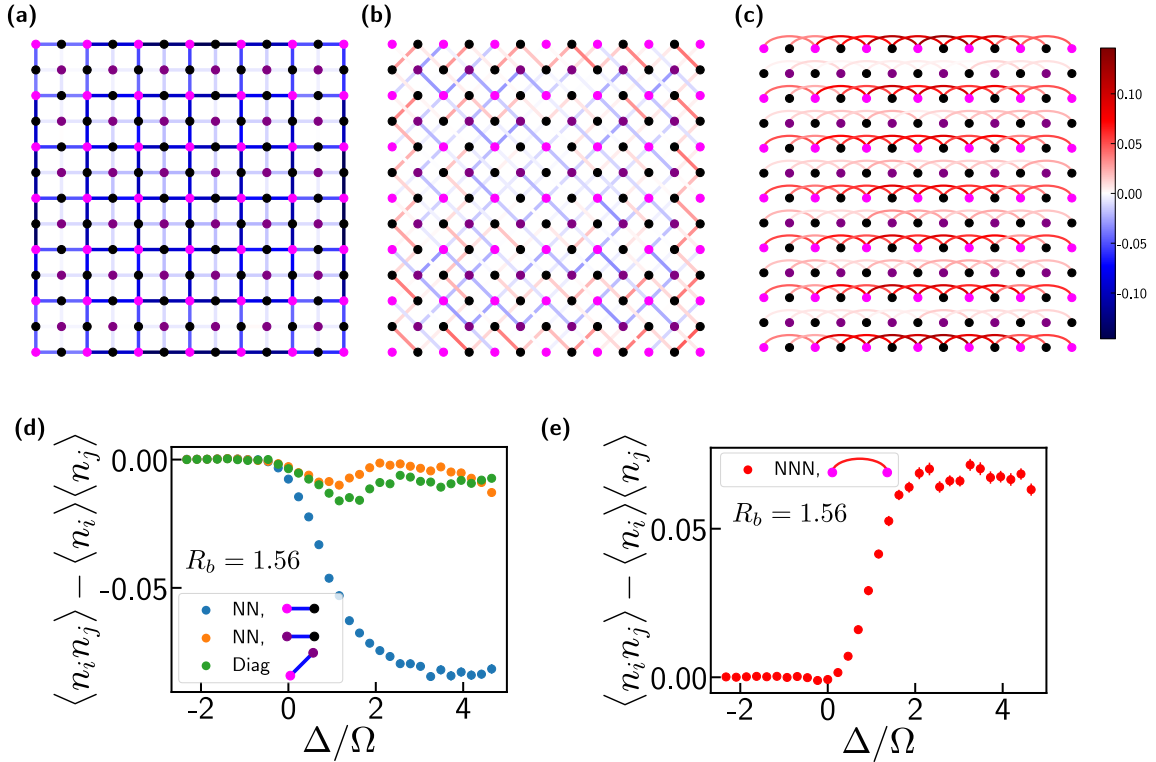 (a)
(b)
(c)
0.10
0.05
0.00
-0.05
-0.10
(d)
0.00
-0.05
⟨n_i n_j⟩ − ⟨n_i⟩⟨n_j⟩
R_b = 1.56
NN,
NN,
Diag
-2 0 2 4
Δ/Ω
(e)
0.05
0.00
⟨n_i n_j⟩ − ⟨n_i⟩⟨n_j⟩
NNN,
R_b = 1.56
-2 0 2 4
Δ/Ω